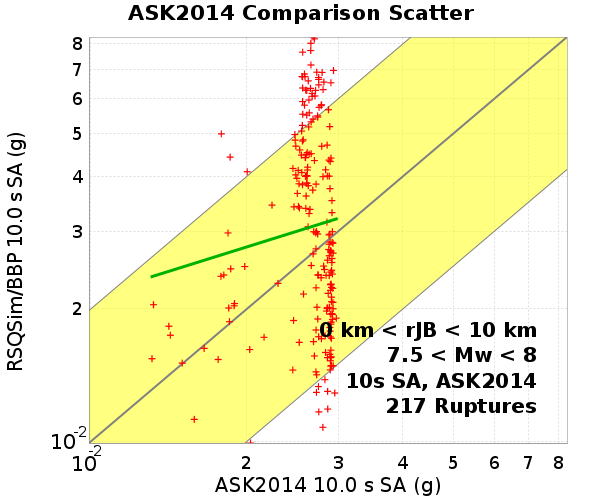 ASK2014 Comparison Scatter
RSQSim/BBP 10.0 s SA (g)
8
7
6
5
4
3
2
10-2
0 km < rJB < 10 km
7.5 < Mw < 8
10s SA, ASK2014
217 Ruptures
10-2 2 3 4 5 6 7 8
ASK2014 10.0 s SA (g)